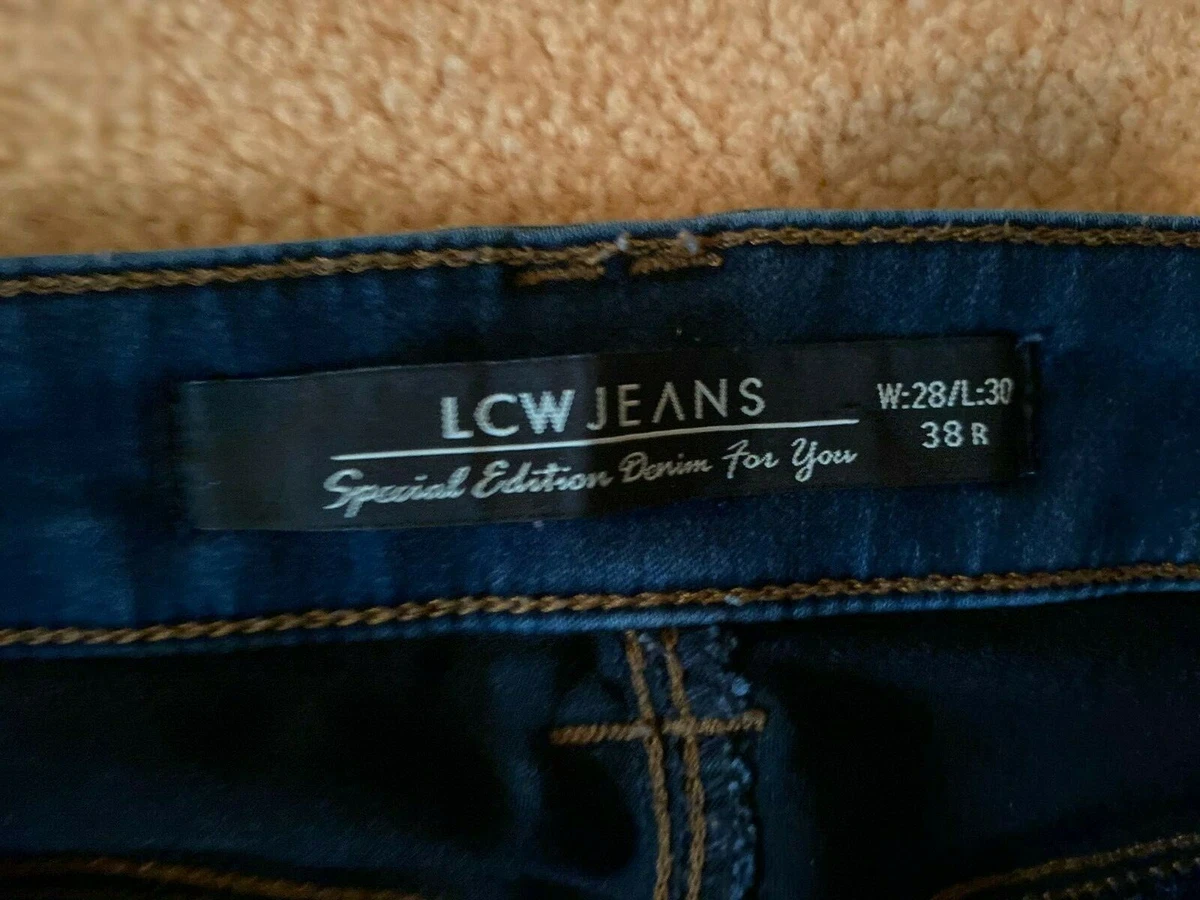 LCW JEANS
Special Edition Denim For You
W:28/L:30
38 R